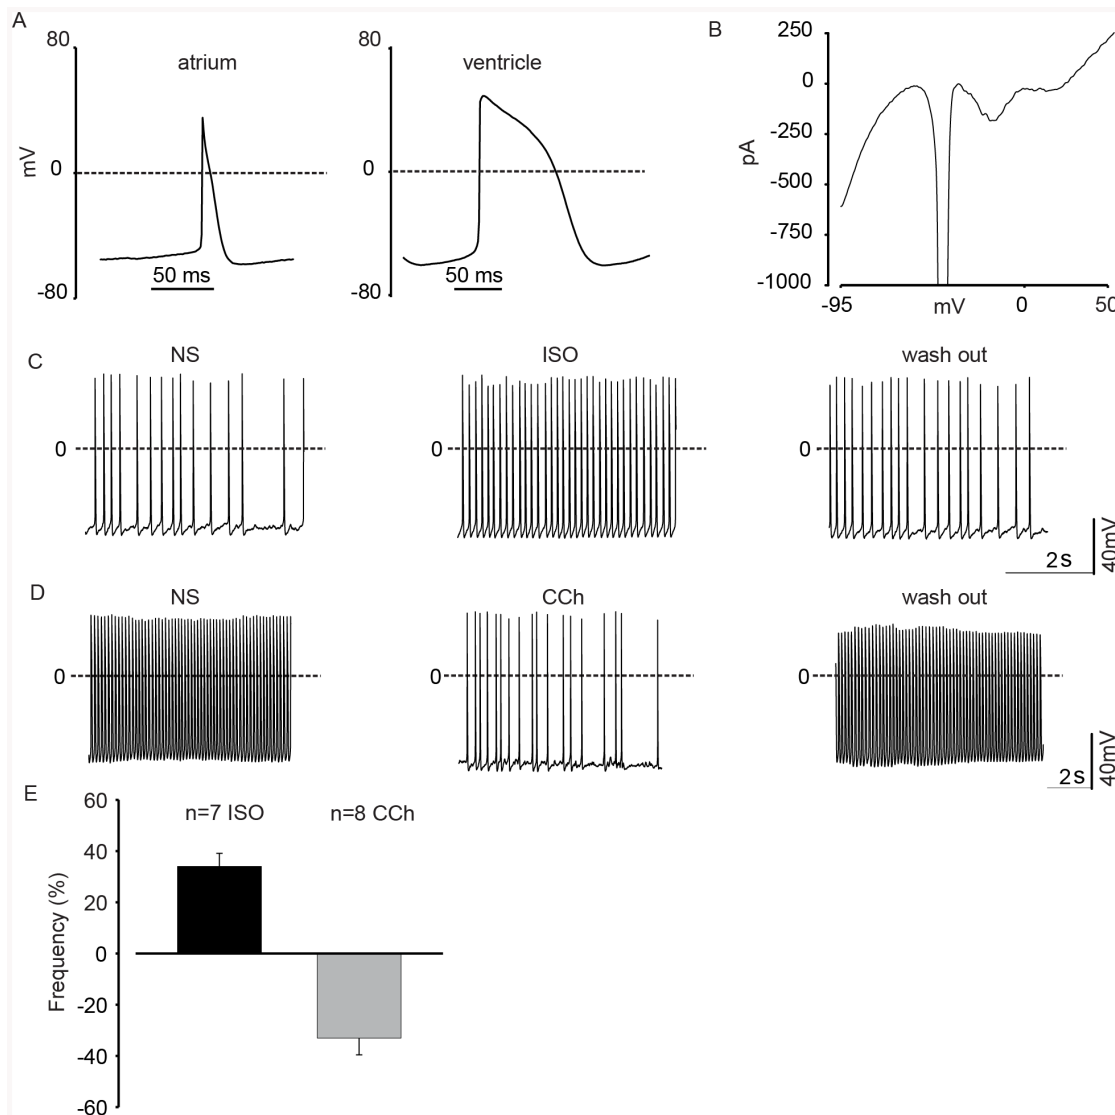 A
80
mV
0
-80
atrium
50 ms
80
0
-80
ventricle
50 ms
B
250
0
-250
-500
-750
-1000
pA
-95
mV
0
50
C
NS
ISO
wash out
0
0
0
2s
40mV
D
NS
CCh
wash out
0
0
0
2s
40mV
E
60
40
20
0
-20
-40
-60
Frequency (%)
n=7 ISO
n=8 CCh